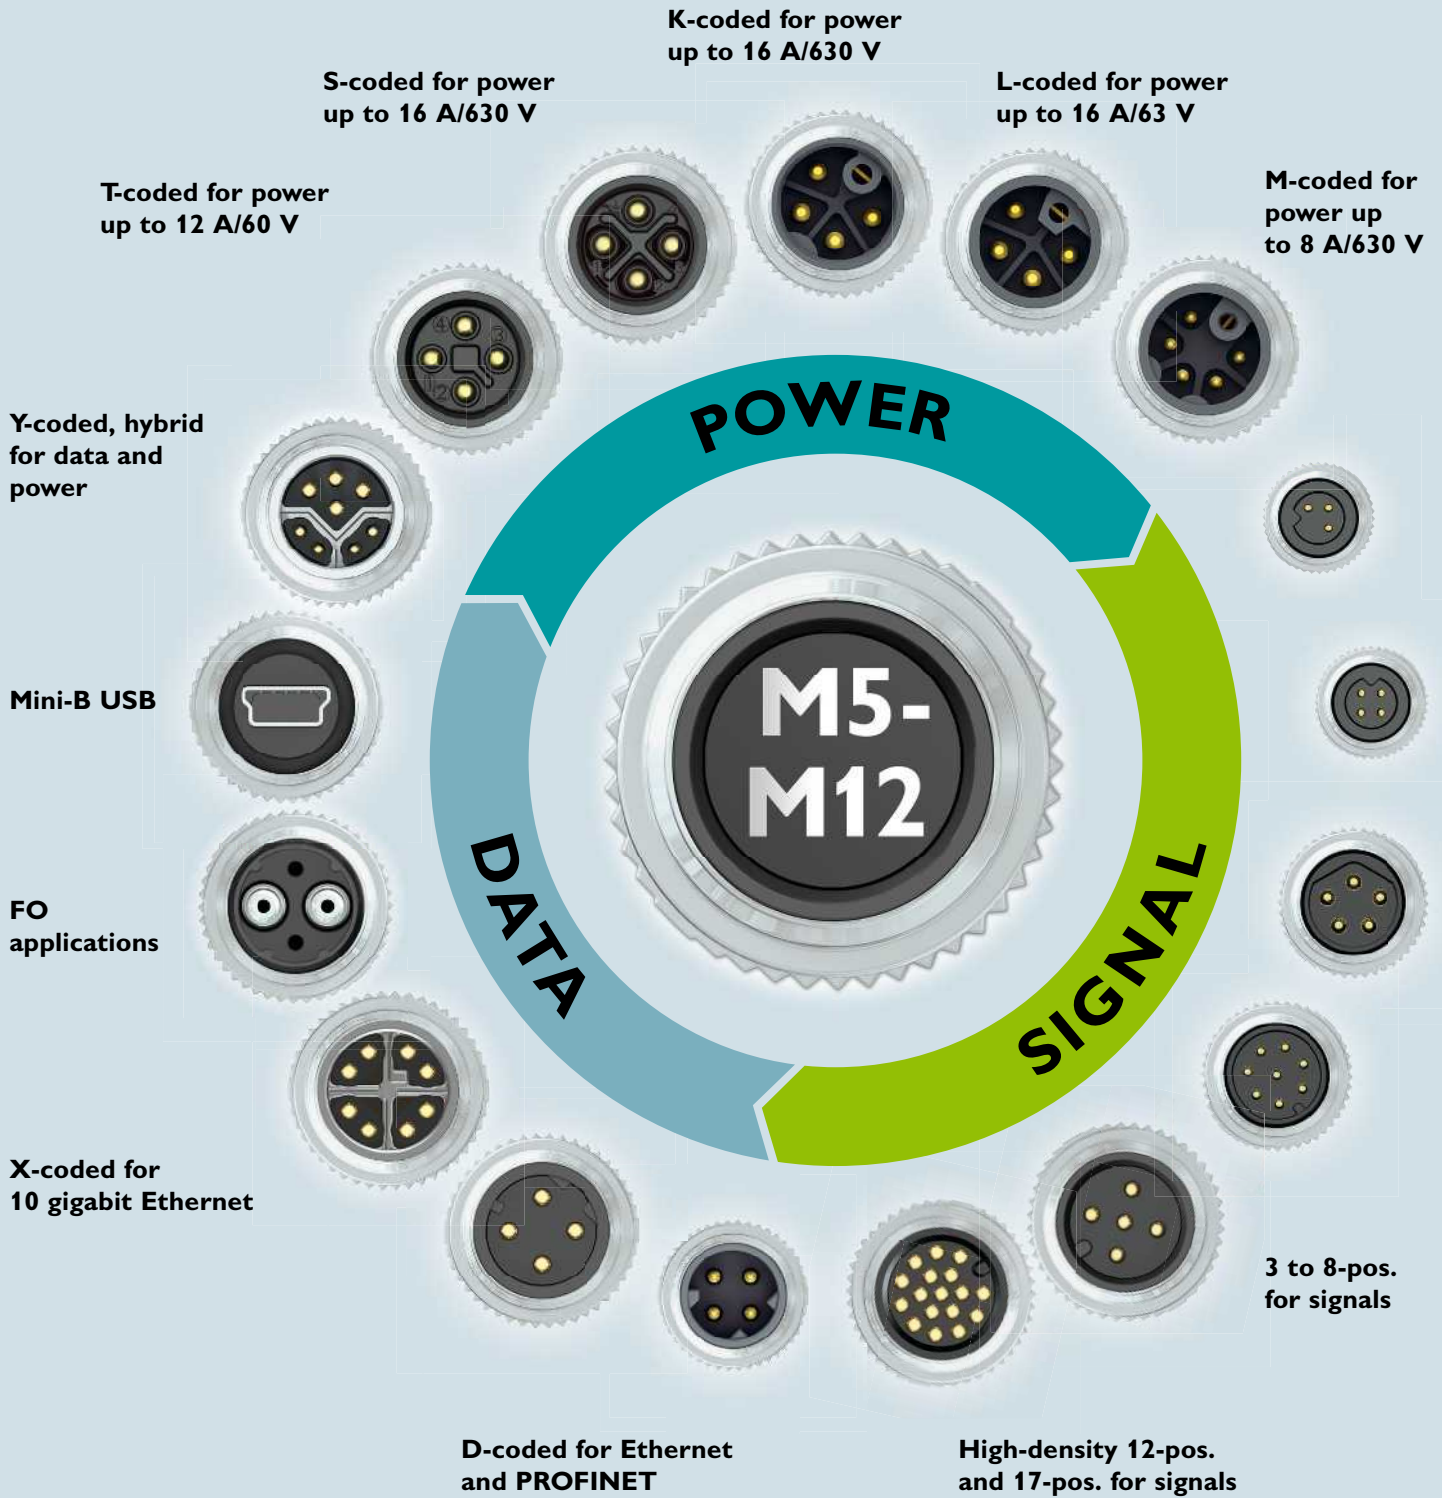 K-coded for power
up to 16 A/630 V
S-coded for power
up to 16 A/630 V
L-coded for power
up to 16 A/63 V
T-coded for power
up to 12 A/60 V
M-coded for
power up
to 8 A/630 V
POWER
Y-coded, hybrid
for data and
power
Mini-B USB
M5-
M12
DATA
SIGNAL
FO
applications
X-coded for
10 gigabit Ethernet
3 to 8-pos.
for signals
D-coded for Ethernet
and PROFINET
High-density 12-pos.
and 17-pos. for signals